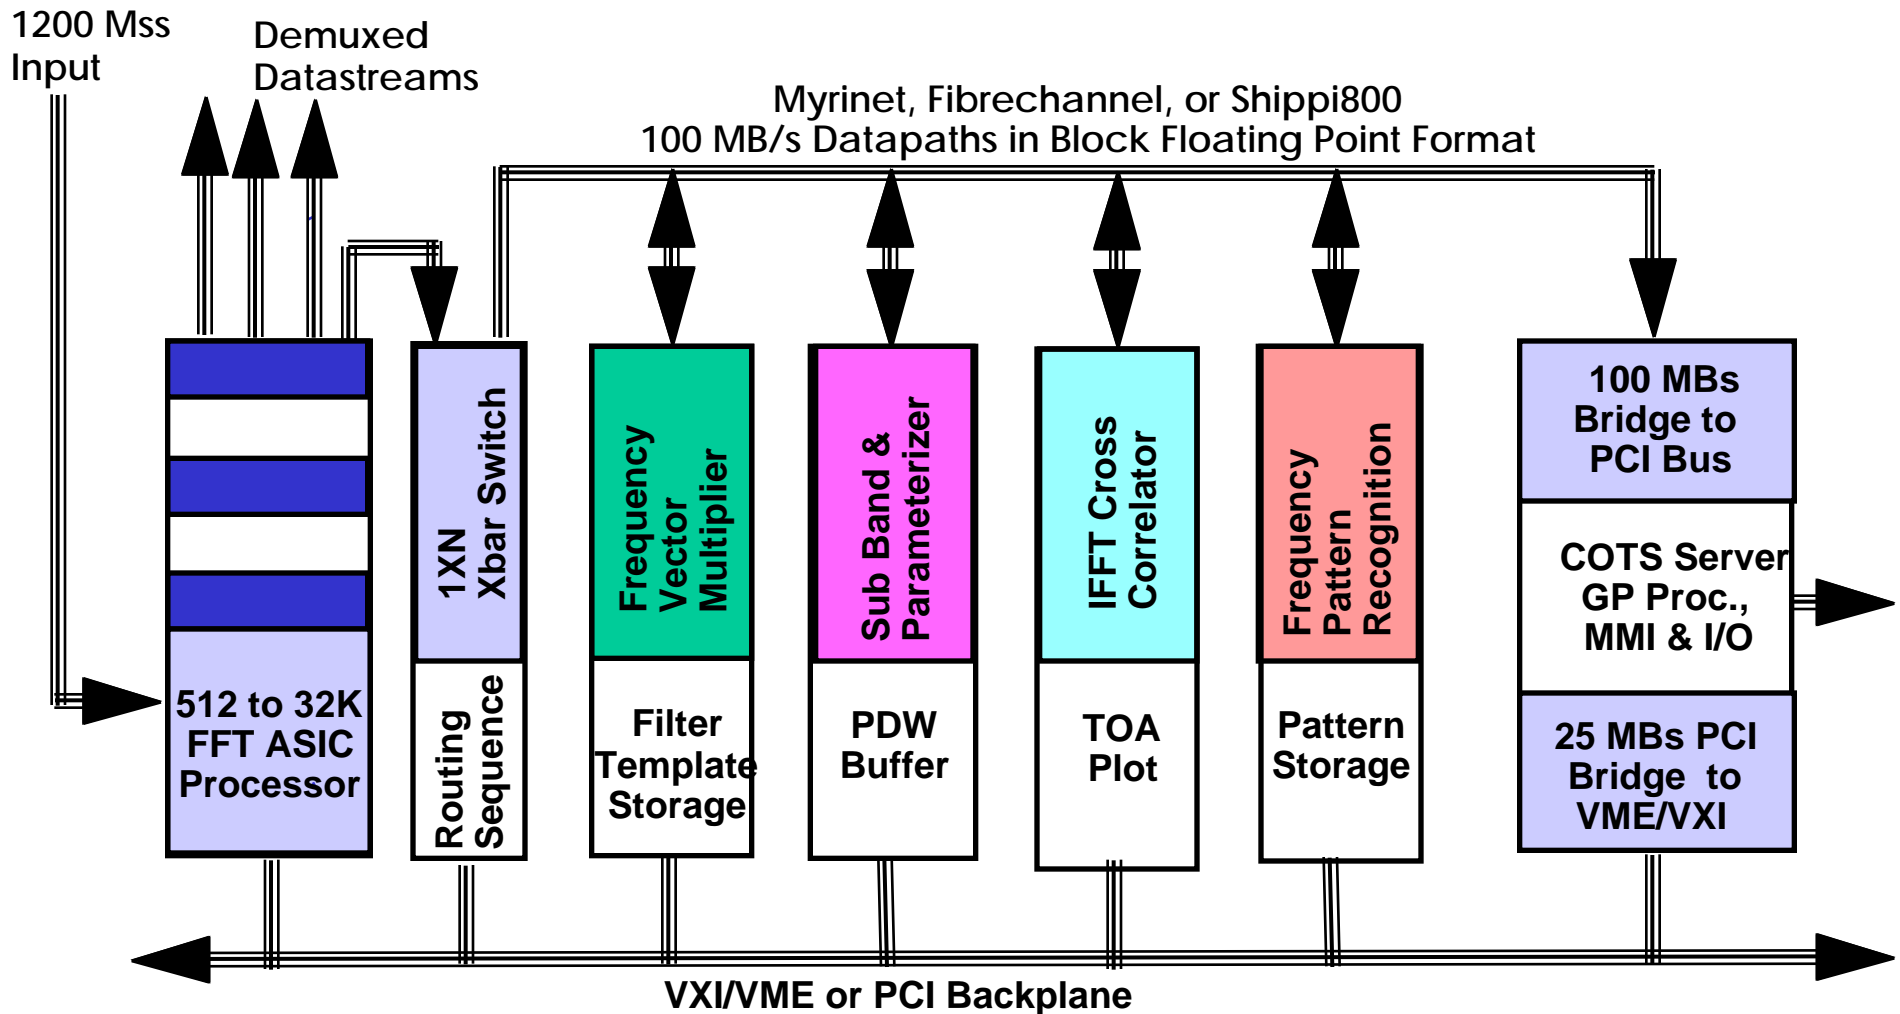 1200 Mss
Input
Demuxed
Datastreams
Myrinet, Fibrechannel, or Shippi800
100 MB/s Datapaths in Block Floating Point Format
512 to 32K
FFT ASIC
Processor
1XN
Xbar Switch
Routing
Sequence
Frequency
Vector
Multiplier
Filter
Template
Storage
Sub Band &
Parameterizer
PDW
Buffer
IFFT Cross
Correlator
TOA
Plot
Frequency
Pattern
Recognition
Pattern
Storage
100 MBs
Bridge to
PCI Bus
COTS Server
GP Proc.,
MMI & I/O
25 MBs PCI
Bridge to
VME/VXI
VXI/VME or PCI Backplane